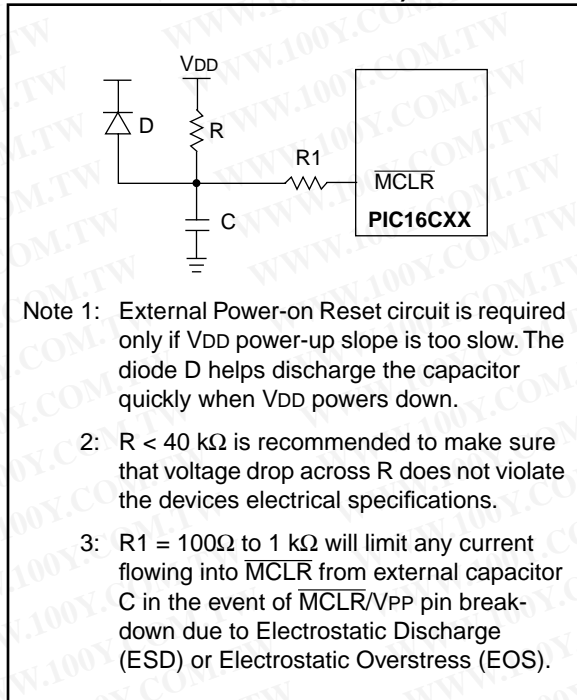 VDD
D
R
R1
MCLR
C
PIC16CXX
Note 1: External Power-on Reset circuit is required
only if VDD power-up slope is too slow. The
diode D helps discharge the capacitor
quickly when VDD powers down.
2: R < 40 kΩ is recommended to make sure
that voltage drop across R does not violate
the devices electrical specifications.
3: R1 = 100Ω to 1 kΩ will limit any current
flowing into MCLR from external capacitor
C in the event of MCLR/VPP pin break-
down due to Electrostatic Discharge
(ESD) or Electrostatic Overstress (EOS).
WWW.100Y.COM.TW